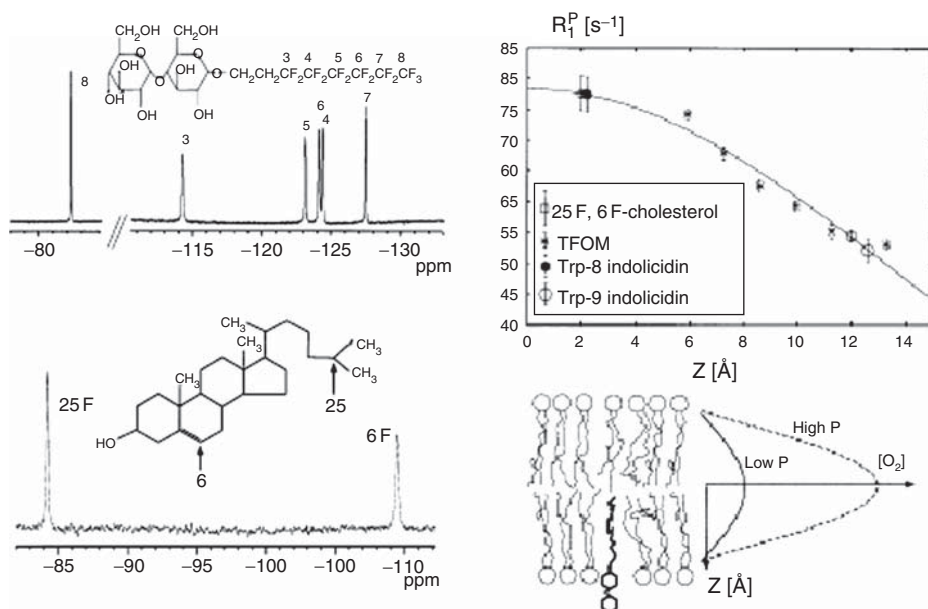 CH2OH CH2OH
O O
3 4 5 6 7 8
OH OH O O CH2CH2CF2CF2CF2CF2CF2CF3
OH OH
OH OH
8
3
5
6
4
7
−80 −115 −120 −125 −130
ppm
CH3
CH3
CH3
CH3
CH3
HO
25
6
25 F
6 F
−85 −90 −95 −100 −105 −110
ppm
R1P [s−1]
85
85
75
60
65
55
50
45
40
25 F, 6 F-cholesterol
TFOM
Trp-8 indolicidin
Trp-9 indolicidin
0 2 4 6 8 10 12 14
Z [Å]
High P
Low P
[O2]
Z [Å]